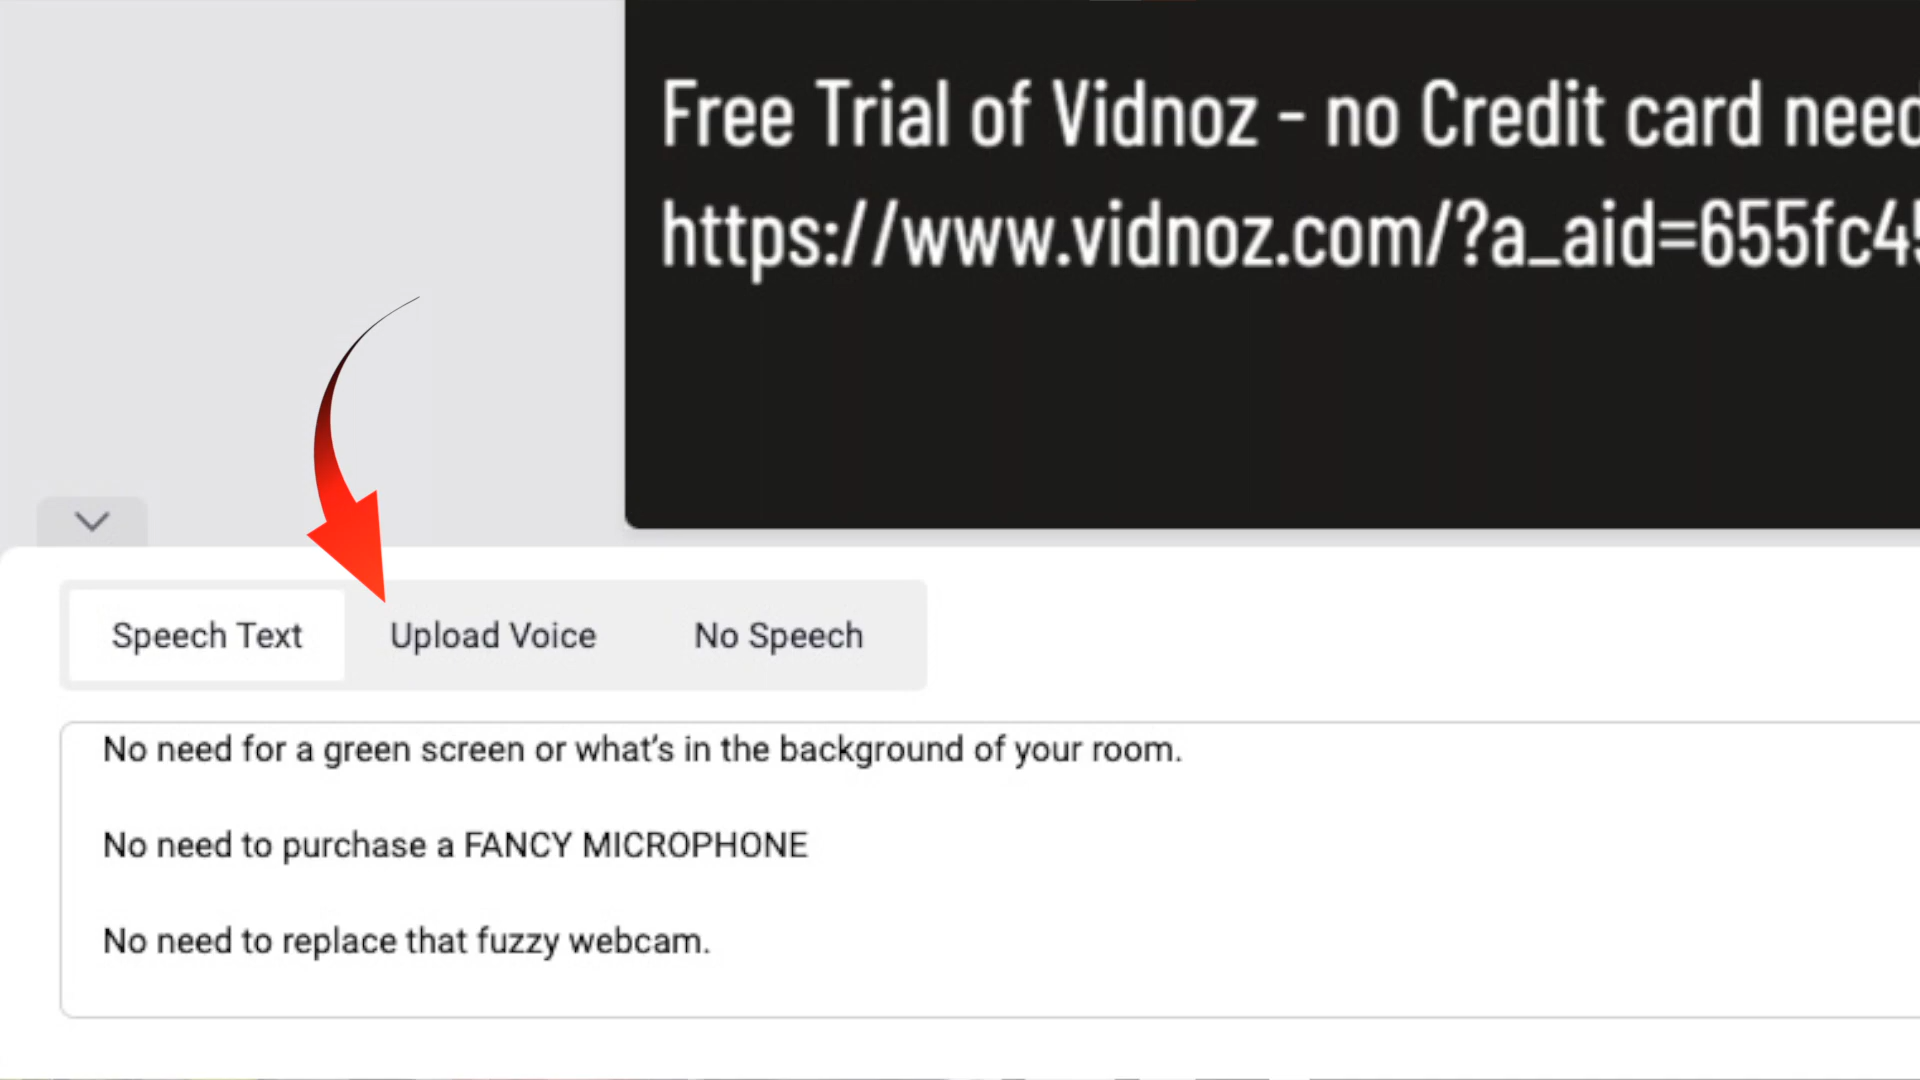 Free Trial of Vidnoz - no Credit card
https://www.vidnoz.com/?a_aid=655fc4
Speech Text
Upload Voice
No Speech
No need for a green screen or what's in the background of your room.
No need to purchase a FANCY MICROPHONE
No need to replace that fuzzy webcam.